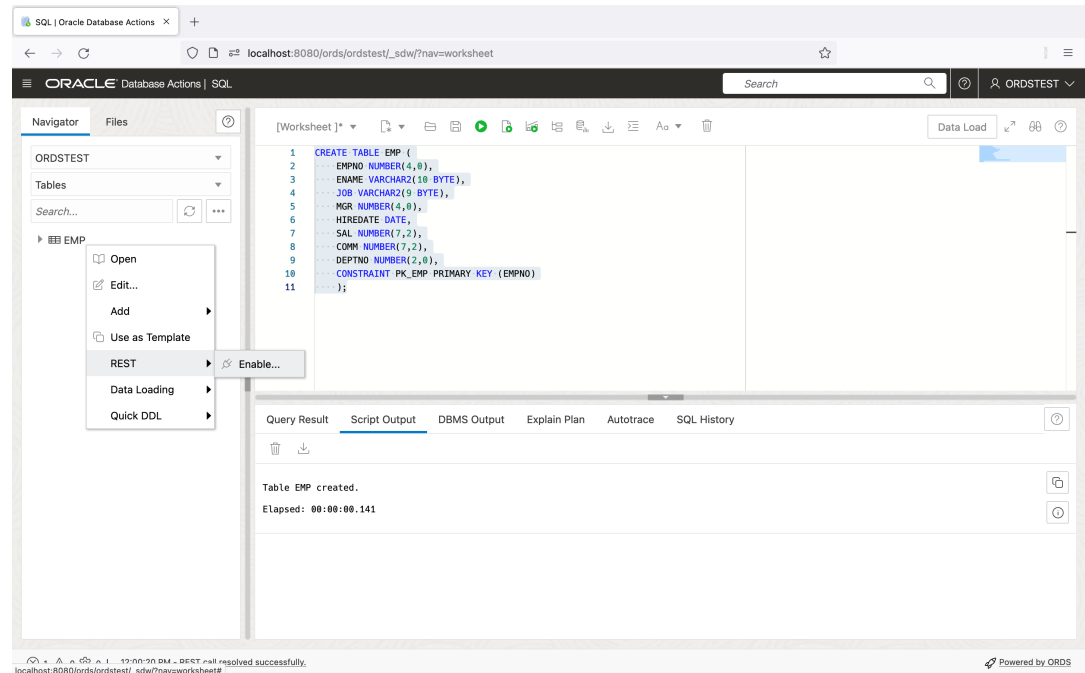 SQL | Oracle Database Actions
localhost:8080/ords/ordstest/_sdw/?nav=worksheet
ORACLE Database Actions | SQL
Search
ORDSTEST
Navigator
Files
ORDSTEST
Tables
Search...
EMP
Open
Edit...
Add
Use as Template
REST
Enable...
Data Loading
Quick DDL
[Worksheet ]*
Aa
Data Load
1 CREATE TABLE EMP (
2 EMPNO NUMBER(4,0),
3 ENAME VARCHAR2(10 BYTE),
4 JOB VARCHAR2(9 BYTE),
5 MGR NUMBER(4,0),
6 HIREDATE DATE,
7 SAL NUMBER(7,2),
8 COMM NUMBER(7,2),
9 DEPTNO NUMBER(2,0),
10 CONSTRAINT PK_EMP PRIMARY KEY (EMPNO)
11 );
Query Result Script Output DBMS Output Explain Plan Autotrace SQL History
Table EMP created.
Elapsed: 00:00:00.141
12:00:20 PM - REST call resolved successfully.
localhost:8080/ords/ordstest/_sdw/?nav=worksheet#
Powered by ORDS